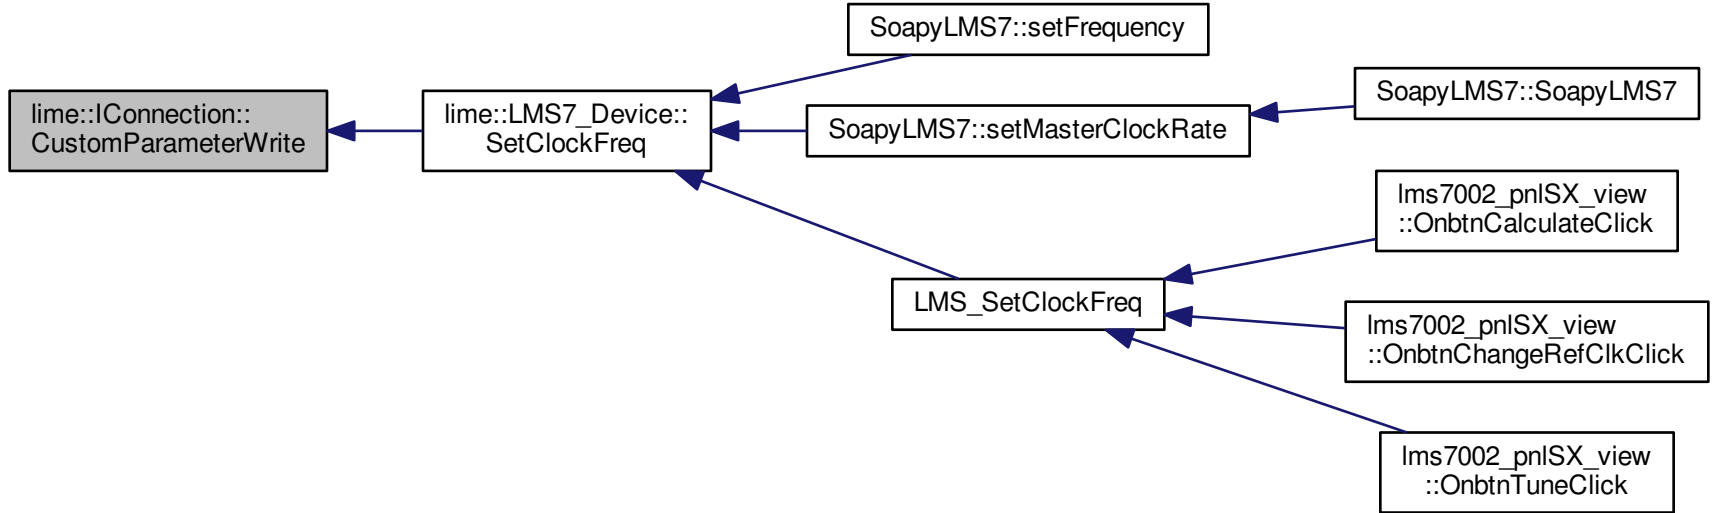 lime::IConnection::
CustomParameterWrite
lime::LMS7_Device::
SetClockFreq
SoapyLMS7::setFrequency
SoapyLMS7::setMasterClockRate
SoapyLMS7::SoapyLMS7
LMS_SetClockFreq
lms7002_pnlSX_view
::OnbtnCalculateClick
lms7002_pnlSX_view
::OnbtnChangeRefClkClick
lms7002_pnlSX_view
::OnbtnTuneClick